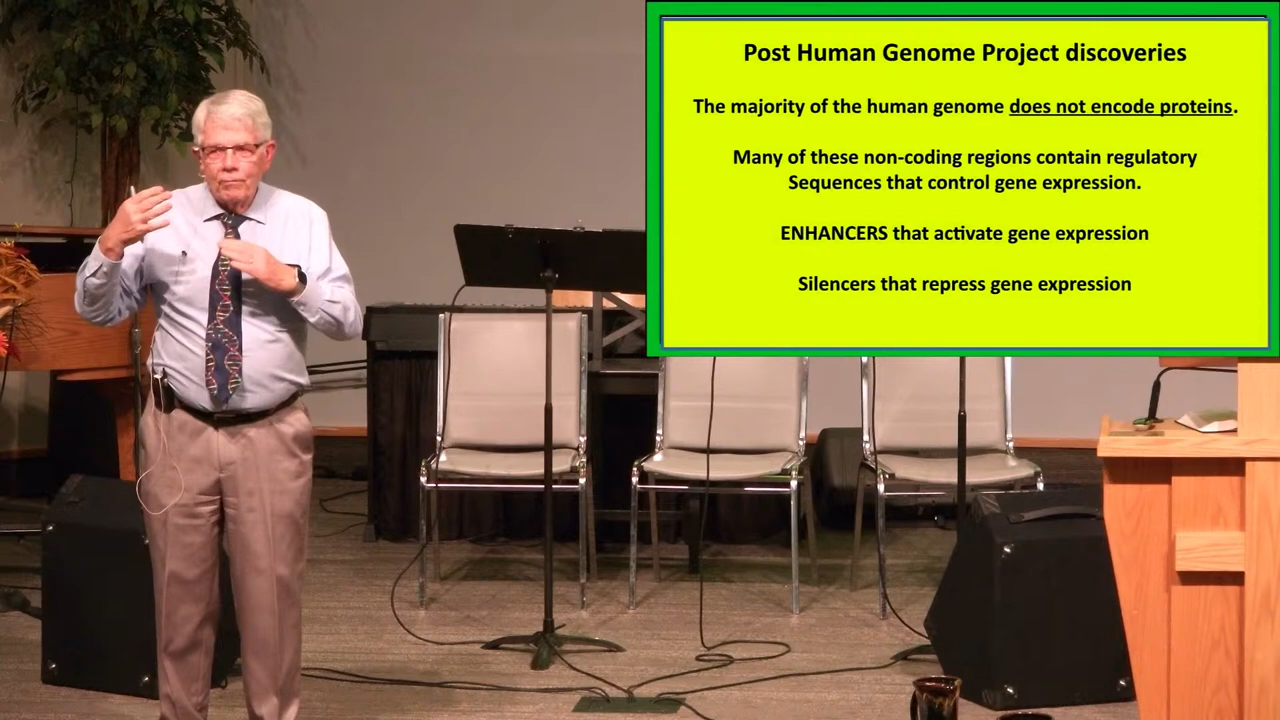 Post Human Genome Project discoveries
The majority of the human genome does not encode proteins.
Many of these non-coding regions contain regulatory
Sequences that control gene expression.
ENHANCERS that activate gene expression
Silencers that repress gene expression